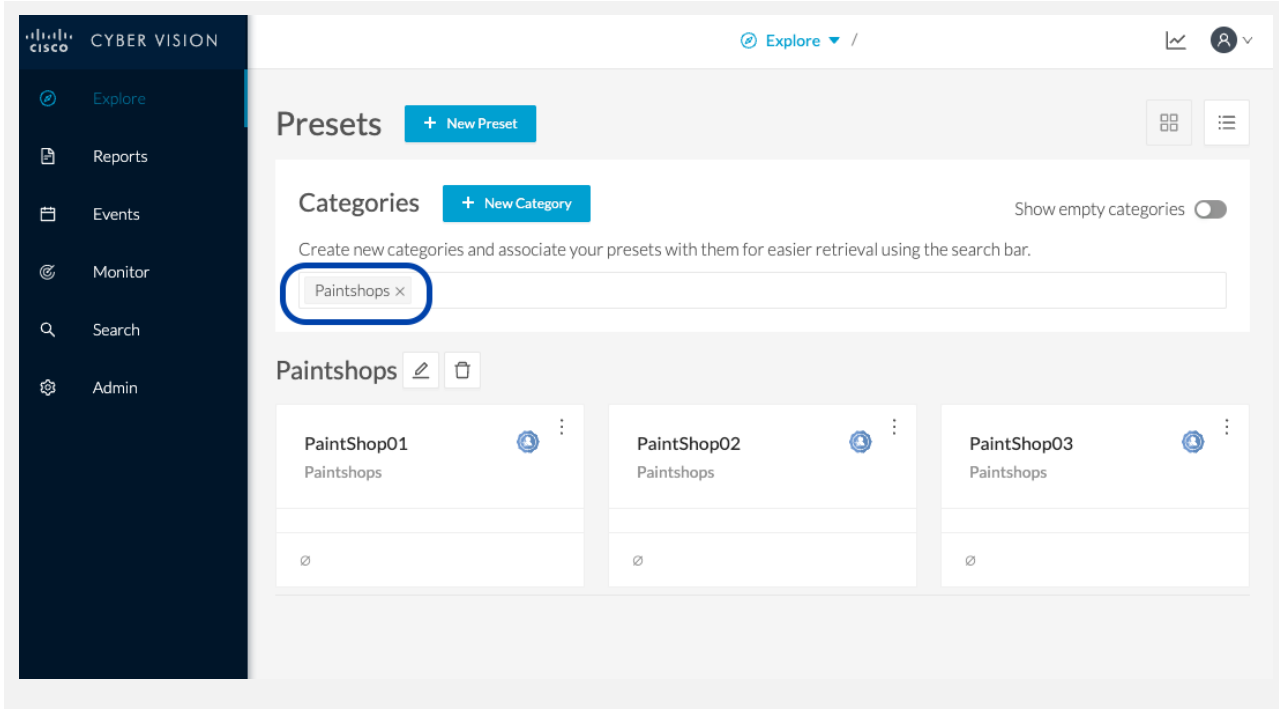 cisco CYBER VISION
Explore /
Explore
Reports
Events
Monitor
Search
Admin
Presets + New Preset
Categories + New Category
Show empty categories
Create new categories and associate your presets with them for easier retrieval using the search bar.
Paintshops ×
Paintshops
PaintShop01
Paintshops
∅
PaintShop02
Paintshops
∅
PaintShop03
Paintshops
∅